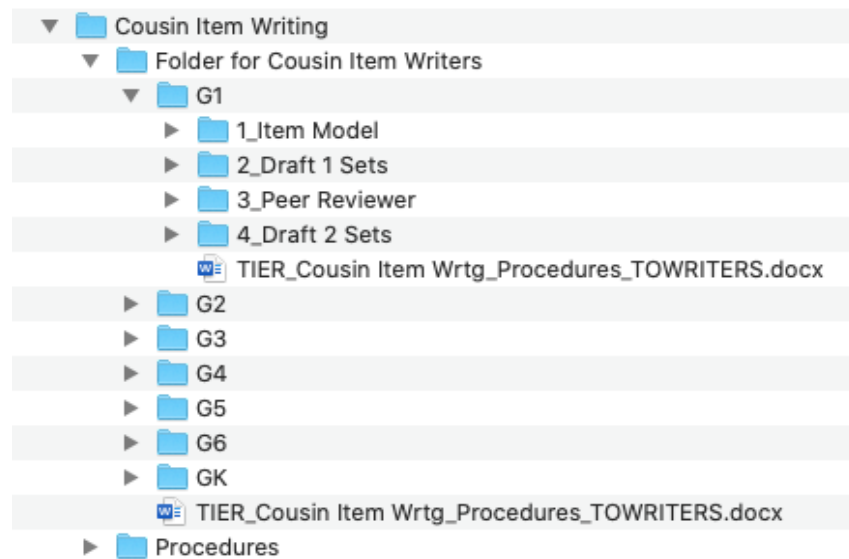 Cousin Item Writing
Folder for Cousin Item Writers
G1
1_Item Model
2_Draft 1 Sets
3_Peer Reviewer
4_Draft 2 Sets
TIER_Cousin Item Wrtg_Procedures_TOWRITERS.docx
G2
G3
G4
G5
G6
GK
TIER_Cousin Item Wrtg_Procedures_TOWRITERS.docx
Procedures